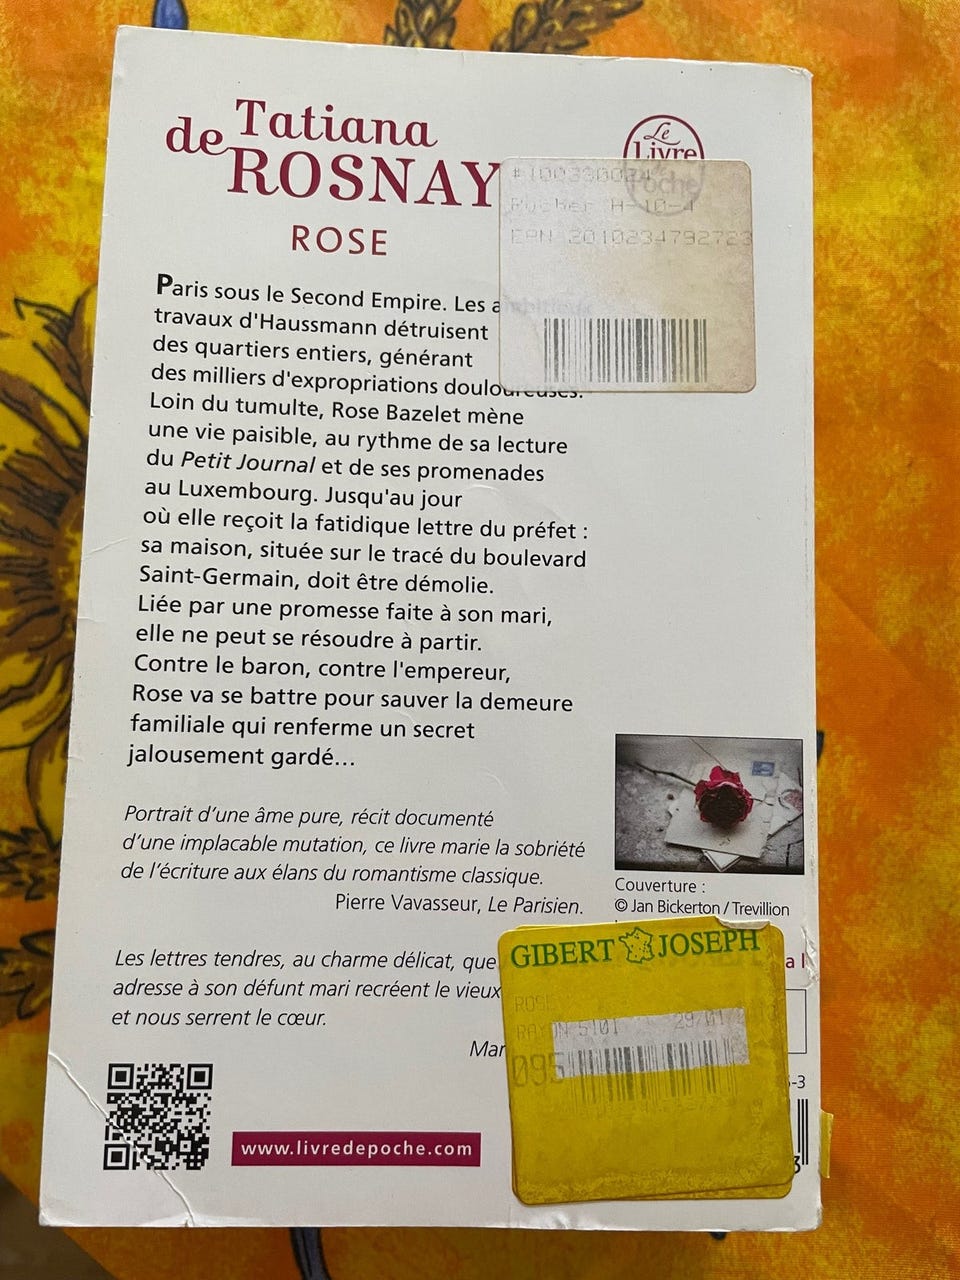 Tatiana
de ROSNAY
Le
Livre
Poche
ROSE
#100330034
Pocket H-10-4
EAN 2010234792723
Paris sous le Second Empire. Les ambitieux
travaux d'Haussmann détruisent
des quartiers entiers, générant
des milliers d'expropriations douloureuses.
Loin du tumulte, Rose Bazelet mène
une vie paisible, au rythme de sa lecture
du Petit Journal et de ses promenades
au Luxembourg. Jusqu'au jour
où elle reçoit la fatidique lettre du préfet :
sa maison, située sur le tracé du boulevard
Saint-Germain, doit être démolie.
Liée par une promesse faite à son mari,
elle ne peut se résoudre à partir.
Contre le baron, contre l'empereur,
Rose va se battre pour sauver la demeure
familiale qui renferme un secret
jalousement gardé...
Portrait d'une âme pure, récit documenté
d'une implacable mutation, ce livre marie la sobriété
de l'écriture aux élans du romantisme classique.
Pierre Vavasseur, Le Parisien.
Couverture :
© Jan Bickerton / Trevillion
Les lettres tendres, au charme délicat, que
adresse à son défunt mari recréent le vieux
et nous serrent le cœur.
Mar
GIBERT JOSEPH
ROSE
RAYON 5101 29/01
095
www.livredepoche.com
-3
3